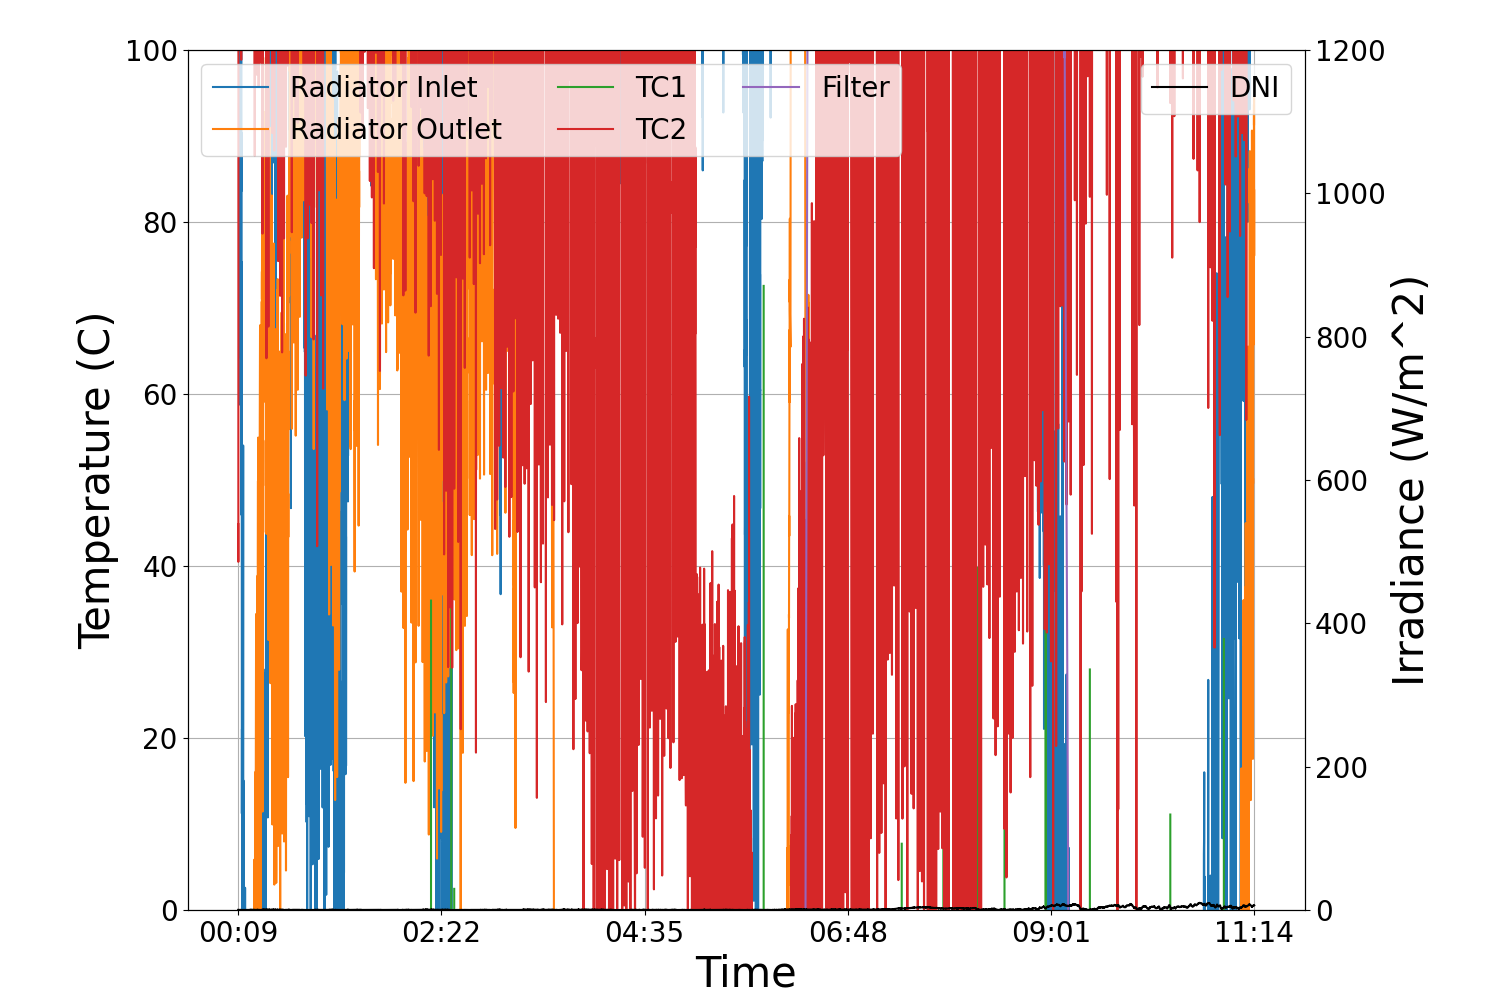 Temperature (C)
100
80
60
40
20
0
Radiator Inlet
Radiator Outlet
TC1
TC2
Filter
DNI
1200
1000
800
600
400
200
0
Irradiance (W/m^2)
00:09 02:22 04:35 06:48 09:01 11:14
Time